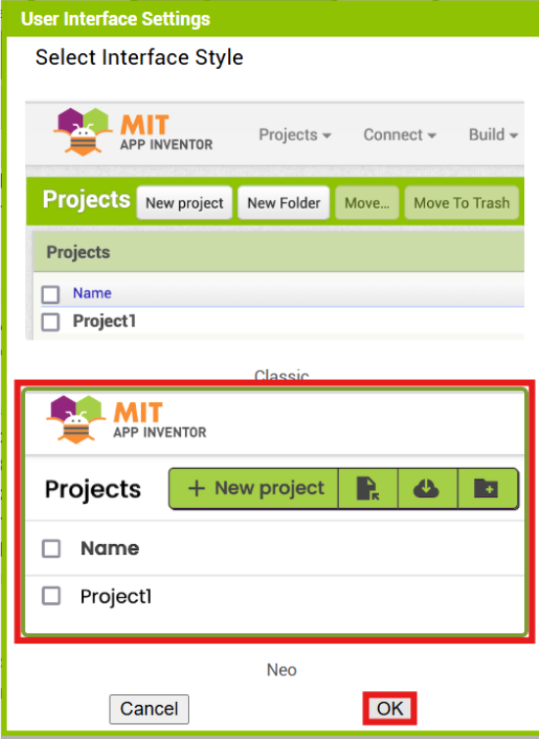 User Interface Settings
Select Interface Style
MIT
APP INVENTOR
Projects
Connect
Build
Projects
New project
New Folder
Move...
Move To Trash
Projects
Name
Project1
Classic
MIT
APP INVENTOR
Projects
+ New project
Name
Project1
Neo
Cancel
OK